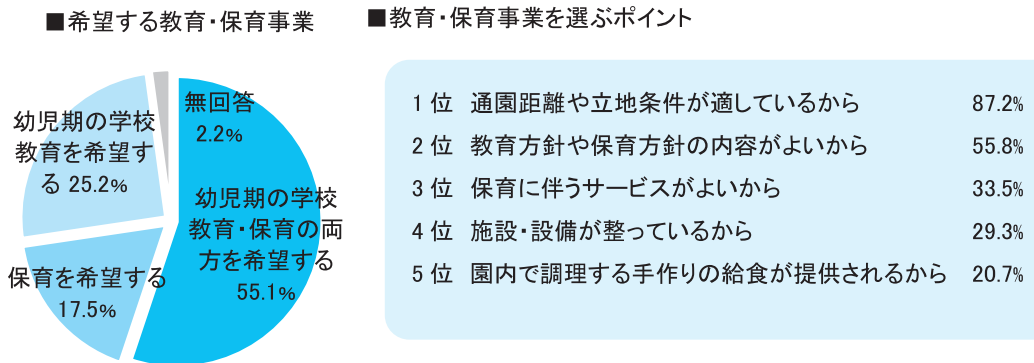 ■希望する教育・保育事業
無回答
2.2%
幼児期の学校
教育を希望す
る 25.2%
幼児期の学校
教育・保育の両
方を希望する
55.1%
保育を希望する
17.5%
■教育・保育事業を選ぶポイント
1 位 通園距離や立地条件が適しているから 87.2%
2 位 教育方針や保育方針の内容がよいから 55.8%
3 位 保育に伴うサービスがよいから 33.5%
4 位 施設・設備が整っているから 29.3%
5 位 園内で調理する手作りの給食が提供されるから 20.7%